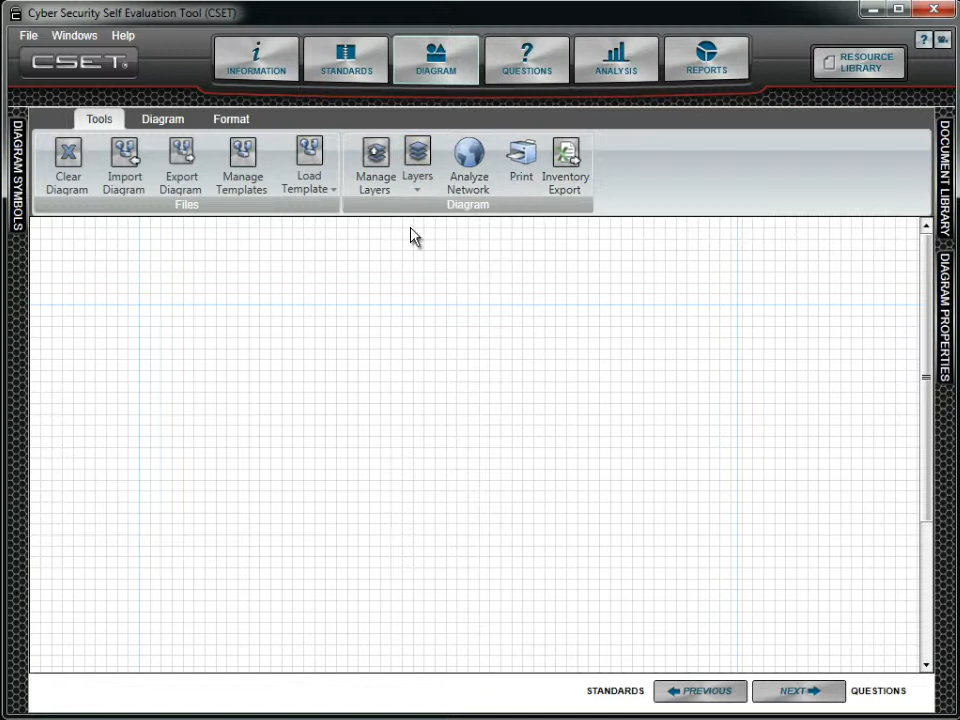 Cyber Security Self Evaluation Tool (CSET)
File Windows Help
CSET
INFORMATION STANDARDS DIAGRAM QUESTIONS ANALYSIS REPORTS
RESOURCE
LIBRARY
Tools Diagram Format
Clear
Diagram
Import
Diagram
Export
Diagram
Manage
Templates
Load
Template
Files
Manage
Layers
Layers
Analyze
Network
Print
Inventory
Export
Diagram
DIAGRAM SYMBOLS
DOCUMENT LIBRARY
DIAGRAM PROPERTIES
STANDARDS PREVIOUS NEXT QUESTIONS